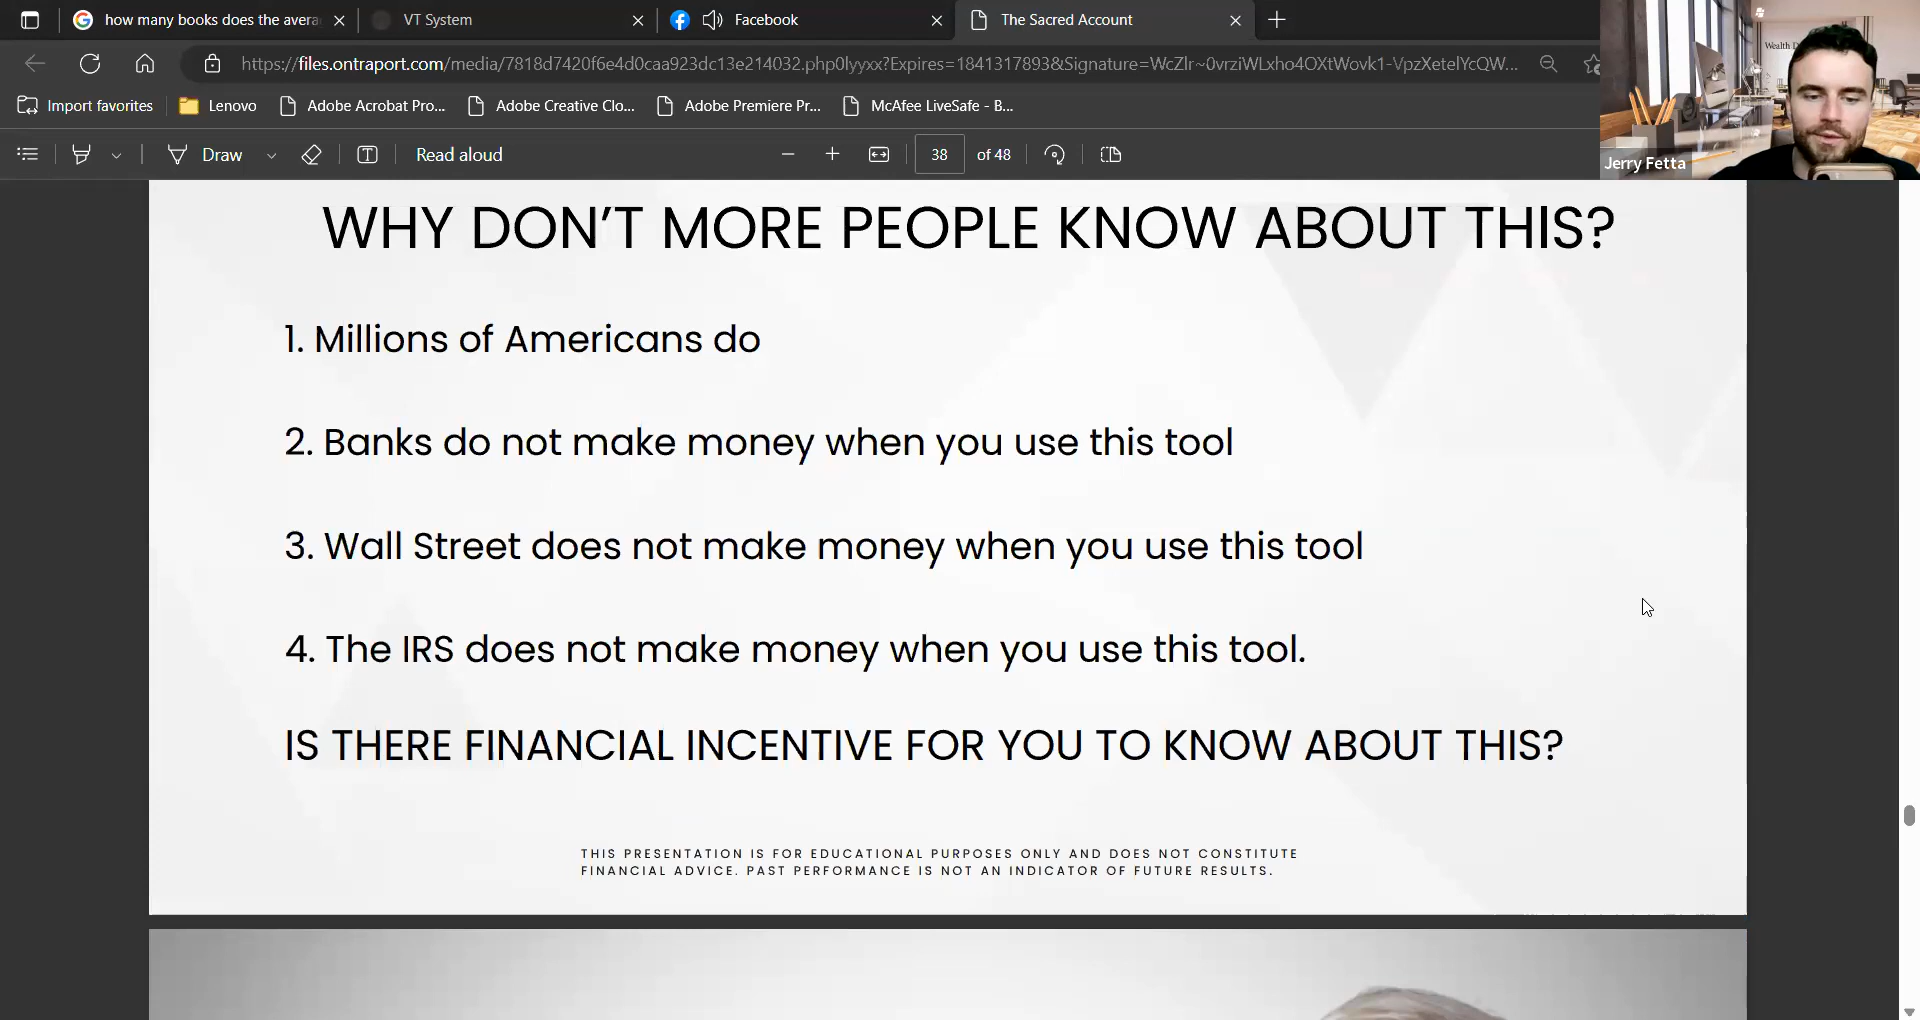 how many books does the avera
VT System
Facebook
The Sacred Account
https://files.ontraport.com/media/7818d7420f6e4d0caa923dc13e214032.php0lyyxx?Expires=1841317893&Signature=WcZlr~0vrziWLxho4OXtWovk1-VpzXetelYcQW...
Import favorites
Lenovo
Adobe Acrobat Pro...
Adobe Creative Clo...
Adobe Premiere Pr...
McAfee LiveSafe - B...
Draw
Read aloud
38
of 48
Wealth D
Jerry Fetta
WHY DON’T MORE PEOPLE KNOW ABOUT THIS?
1. Millions of Americans do
2. Banks do not make money when you use this tool
3. Wall Street does not make money when you use this tool
4. The IRS does not make money when you use this tool.
IS THERE FINANCIAL INCENTIVE FOR YOU TO KNOW ABOUT THIS?
THIS PRESENTATION IS FOR EDUCATIONAL PURPOSES ONLY AND DOES NOT CONSTITUTE
FINANCIAL ADVICE. PAST PERFORMANCE IS NOT AN INDICATOR OF FUTURE RESULTS.